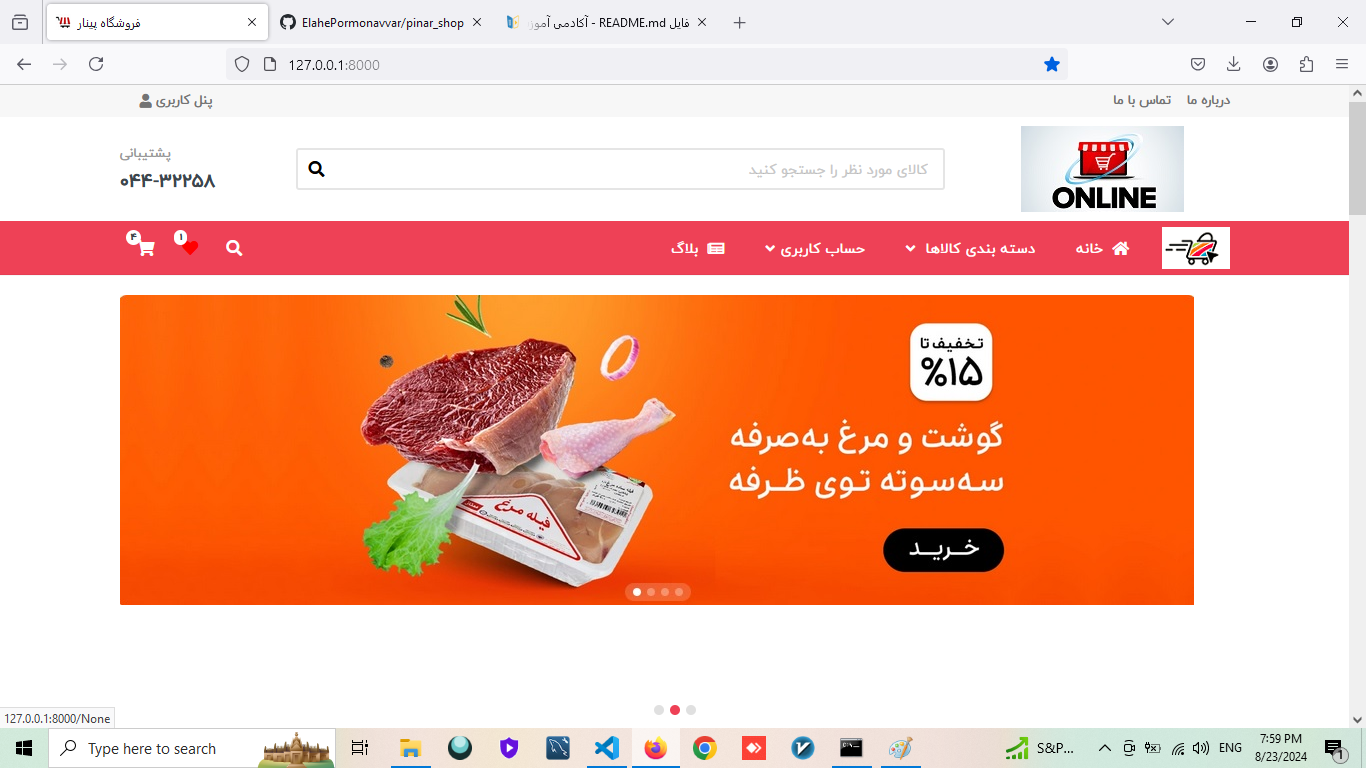 فروشگاه پینار
ElahePormonavvar/pinar_shop
فایل README.md - آکادمی آموز
127.0.0.1:8000
درباره ما
تماس با ما
پنل کاربری
ONLINE
کالای مورد نظر را جستجو کنید
پشتیبانی
۰۴۴-۳۲۲۵۸
خانه
دسته بندی کالاها
حساب کاربری
بلاگ
۱
۴
تخفیف تا
%۱۵
گوشت و مرغ به‌صرفه
سه‌سوته توی ظرفه
خرید
فیله مرغ
127.0.0.1:8000/None
Type here to search
S&P...
ENG
7:59 PM
8/23/2024
1